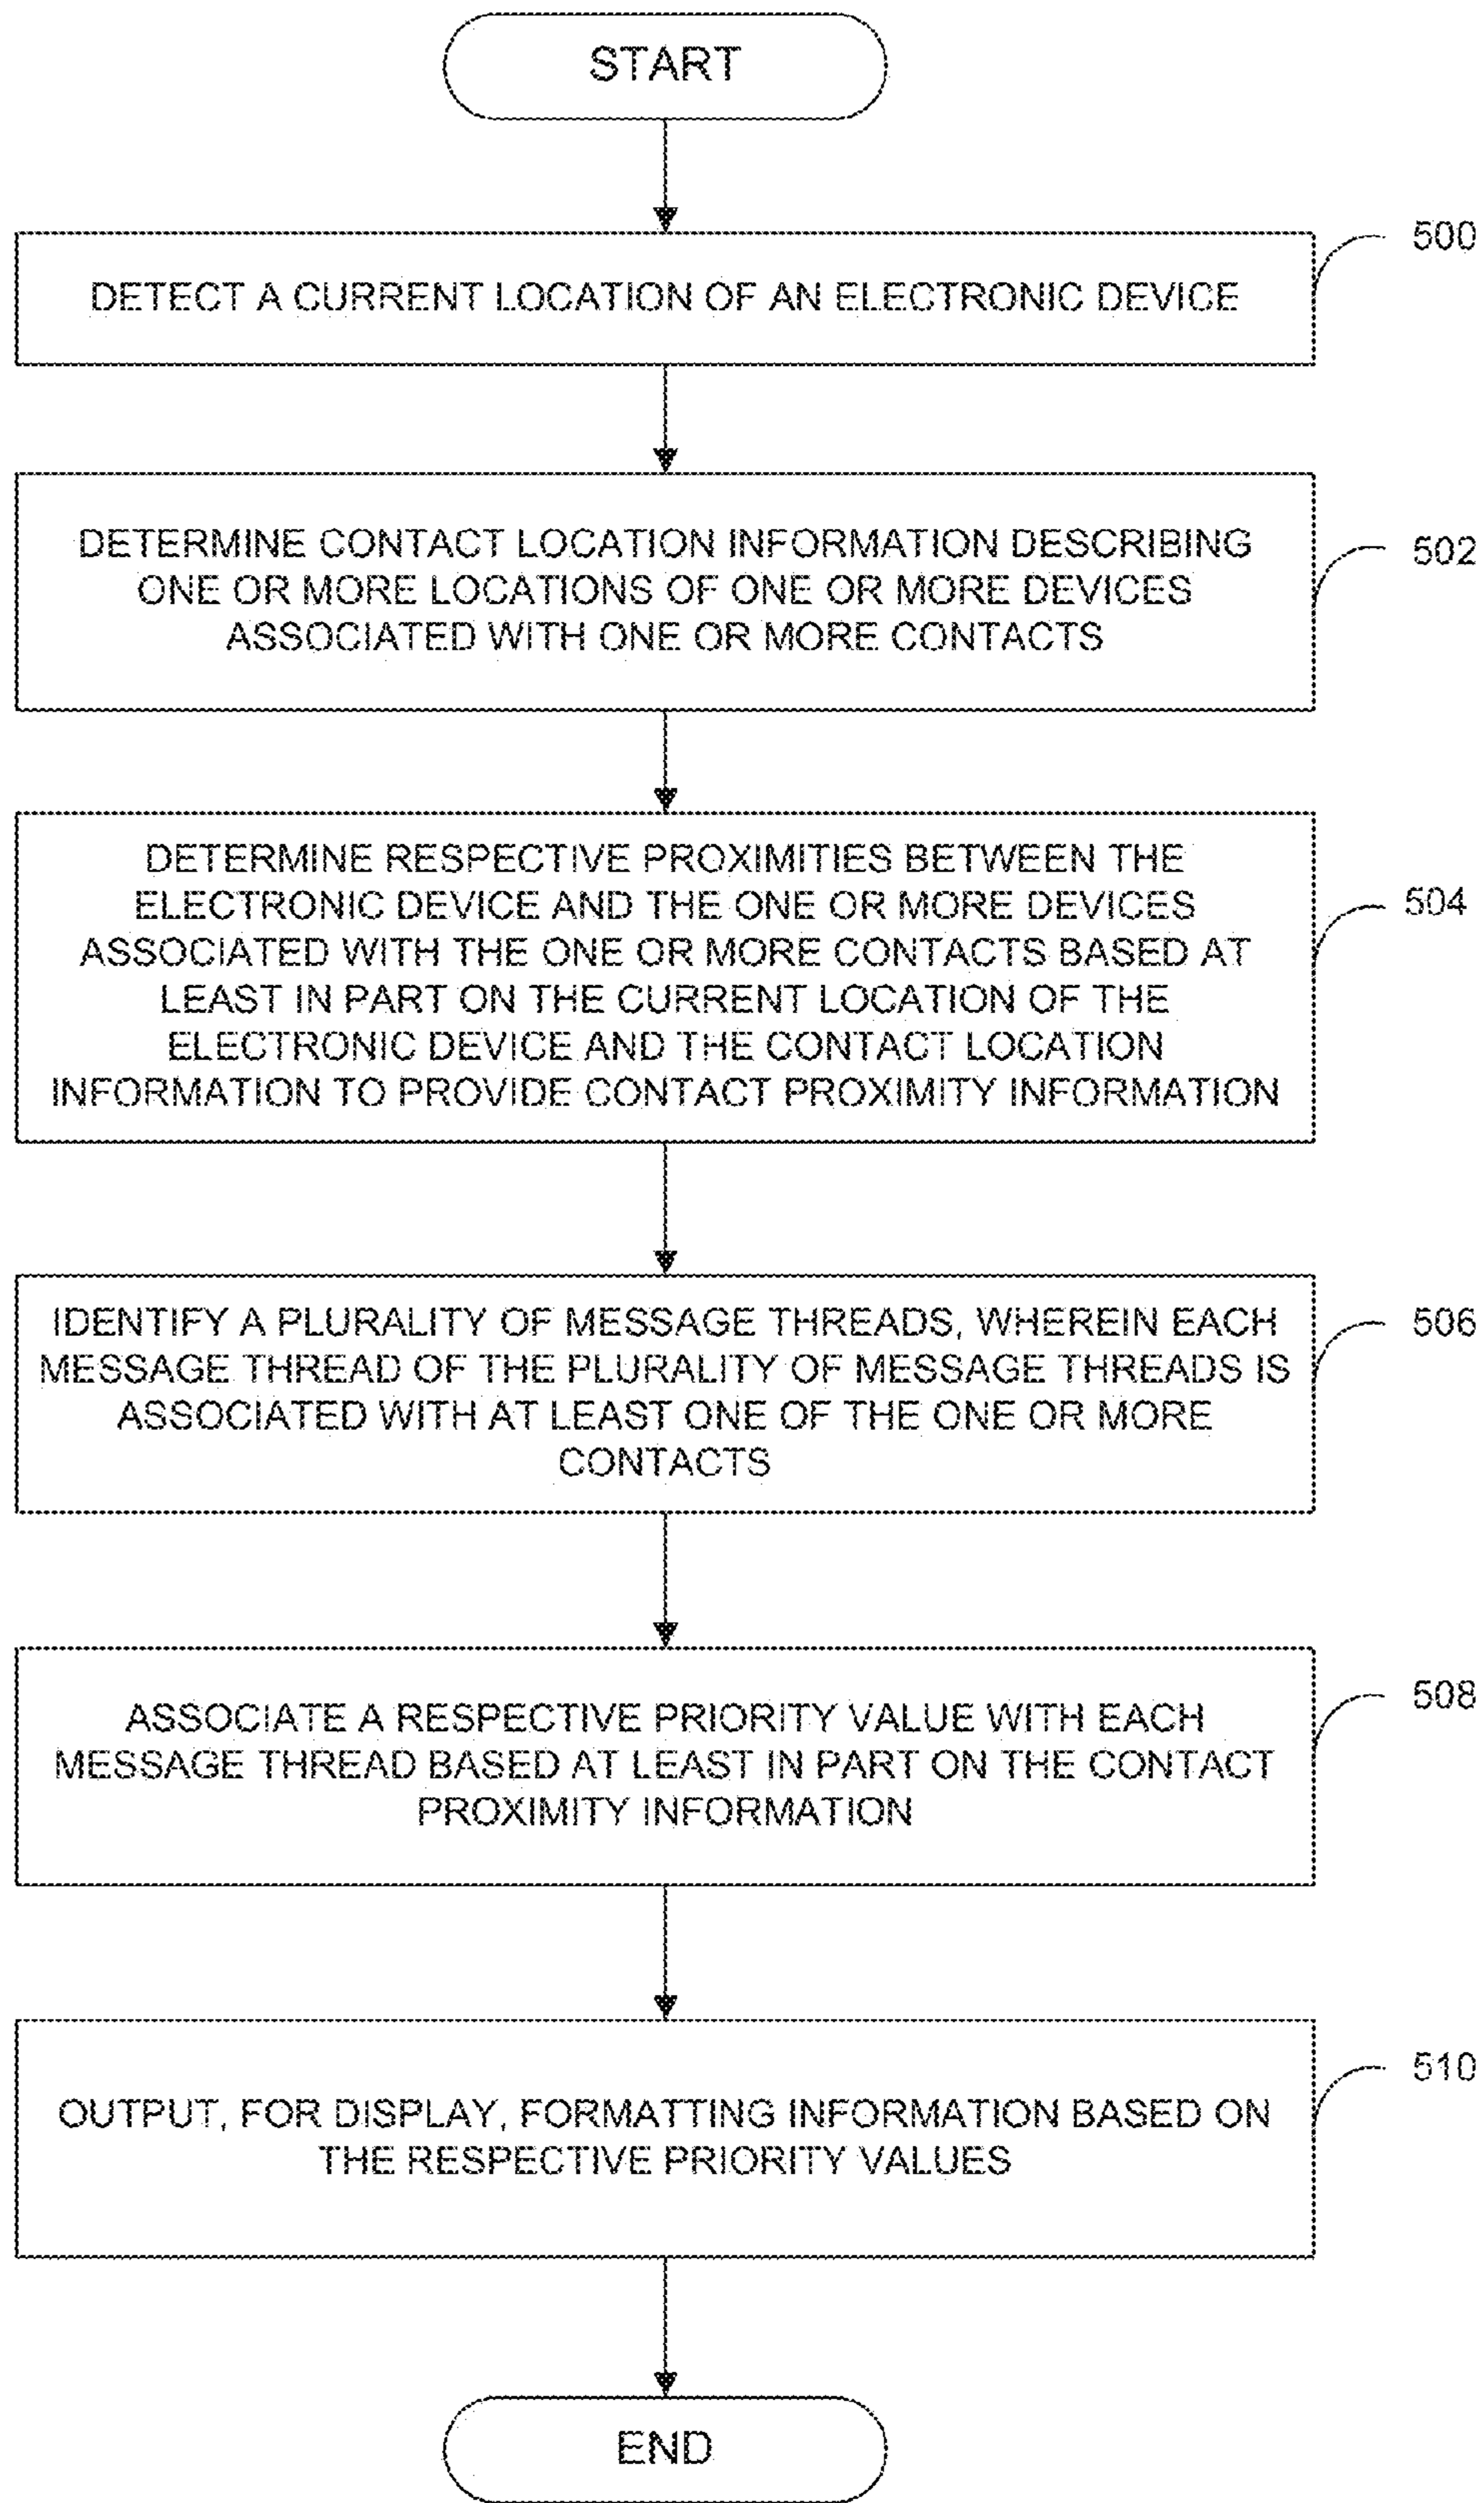 START
500
DETECT A CURRENT LOCATION OF AN ELECTRONIC DEVICE
DETERMINE CONTACT LOCATION INFORMATION DESCRIBING
ONE OR MORE LOCATIONS OF ONE OR MORE DEVICES
ASSOCIATED WITH ONE OR MORE CONTACTS
502
DETERMINE RESPECTIVE PROXIMITIES BETWEEN THE
ELECTRONIC DEVICE AND THE ONE OR MORE DEVICES
ASSOCIATED WITH THE ONE OR MORE CONTACTS BASED AT
LEAST IN PART ON THE CURRENT LOCATION OF THE
ELECTRONIC DEVICE AND THE CONTACT LOCATION
INFORMATION TO PROVIDE CONTACT PROXIMITY INFORMATION
504
IDENTIFY A PLURALITY OF MESSAGE THREADS, WHEREIN EACH
MESSAGE THREAD OF THE PLURALITY OF MESSAGE THREADS IS
ASSOCIATED WITH AT LEAST ONE OF THE ONE OR MORE
CONTACTS
506
ASSOCIATE A RESPECTIVE PRIORITY VALUE WITH EACH
MESSAGE THREAD BASED AT LEAST IN PART ON THE CONTACT
PROXIMITY INFORMATION
508
OUTPUT, FOR DISPLAY, FORMATTING INFORMATION BASED ON
THE RESPECTIVE PRIORITY VALUES
510
END